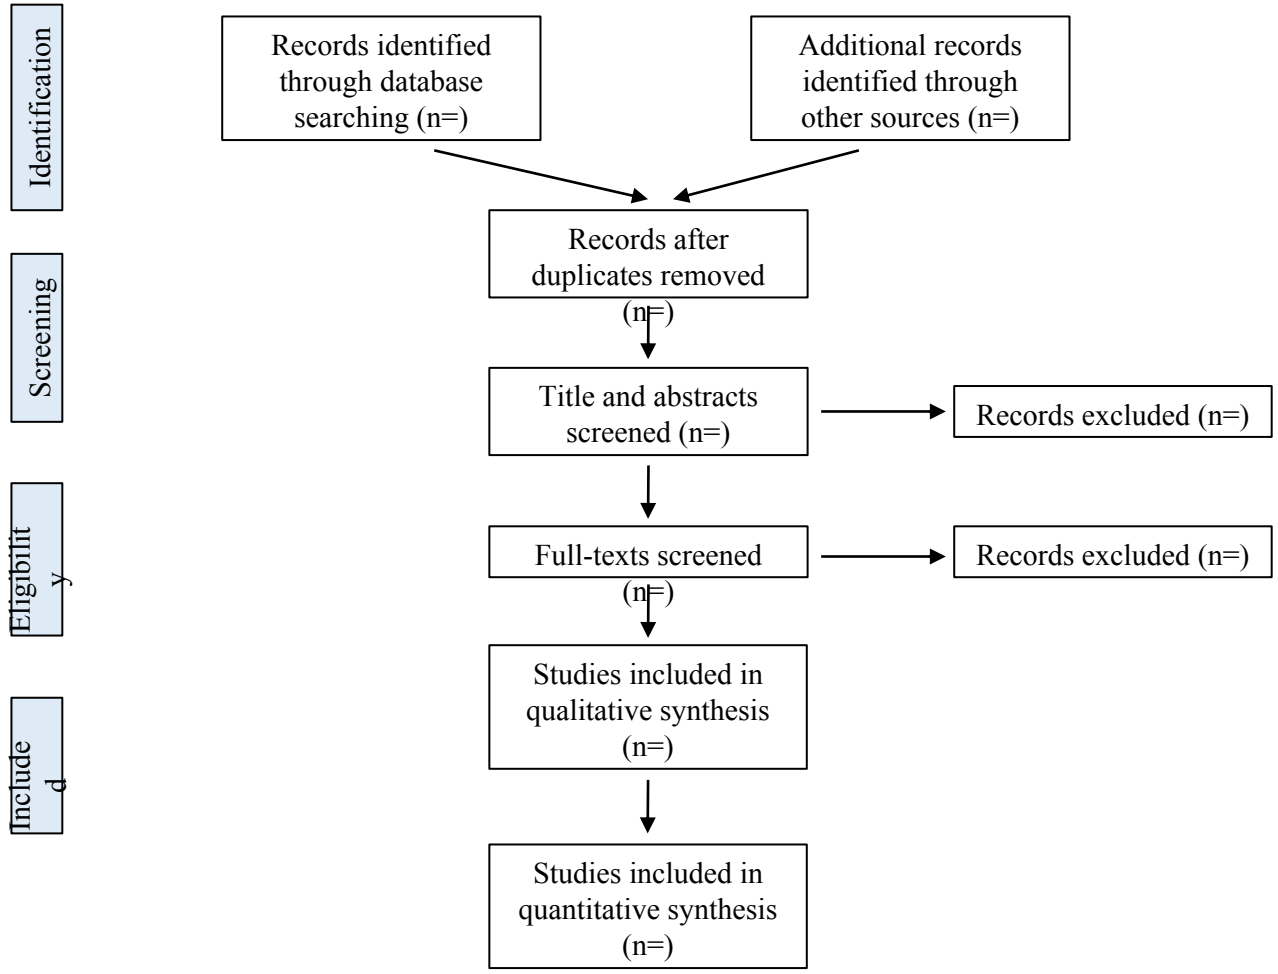 Identification
Records identified
through database
searching (n=)
Additional records
identified through
other sources (n=)
Screening
Records after
duplicates removed
(n=)
Title and abstracts
screened (n=)
Records excluded (n=)
Eligibilit
y
Full-texts screened
(n=)
Records excluded (n=)
Include
d
Studies included in
qualitative synthesis
(n=)
Studies included in
quantitative synthesis
(n=)